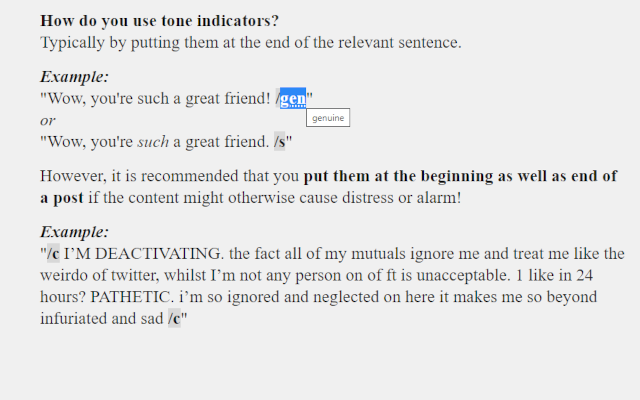 How do you use tone indicators?
Typically by putting them at the end of the relevant sentence.
Example:
"Wow, you're such a great friend! /gen"
genuine
or
"Wow, you're such a great friend. /s"
However, it is recommended that you put them at the beginning as well as end of
a post if the content might otherwise cause distress or alarm!
Example:
"/c I’M DEACTIVATING. the fact all of my mutuals ignore me and treat me like the
weirdo of twitter, whilst I’m not any person on of ft is unacceptable. 1 like in 24
hours? PATHETIC. i’m so ignored and neglected on here it makes me so beyond
infuriated and sad /c"